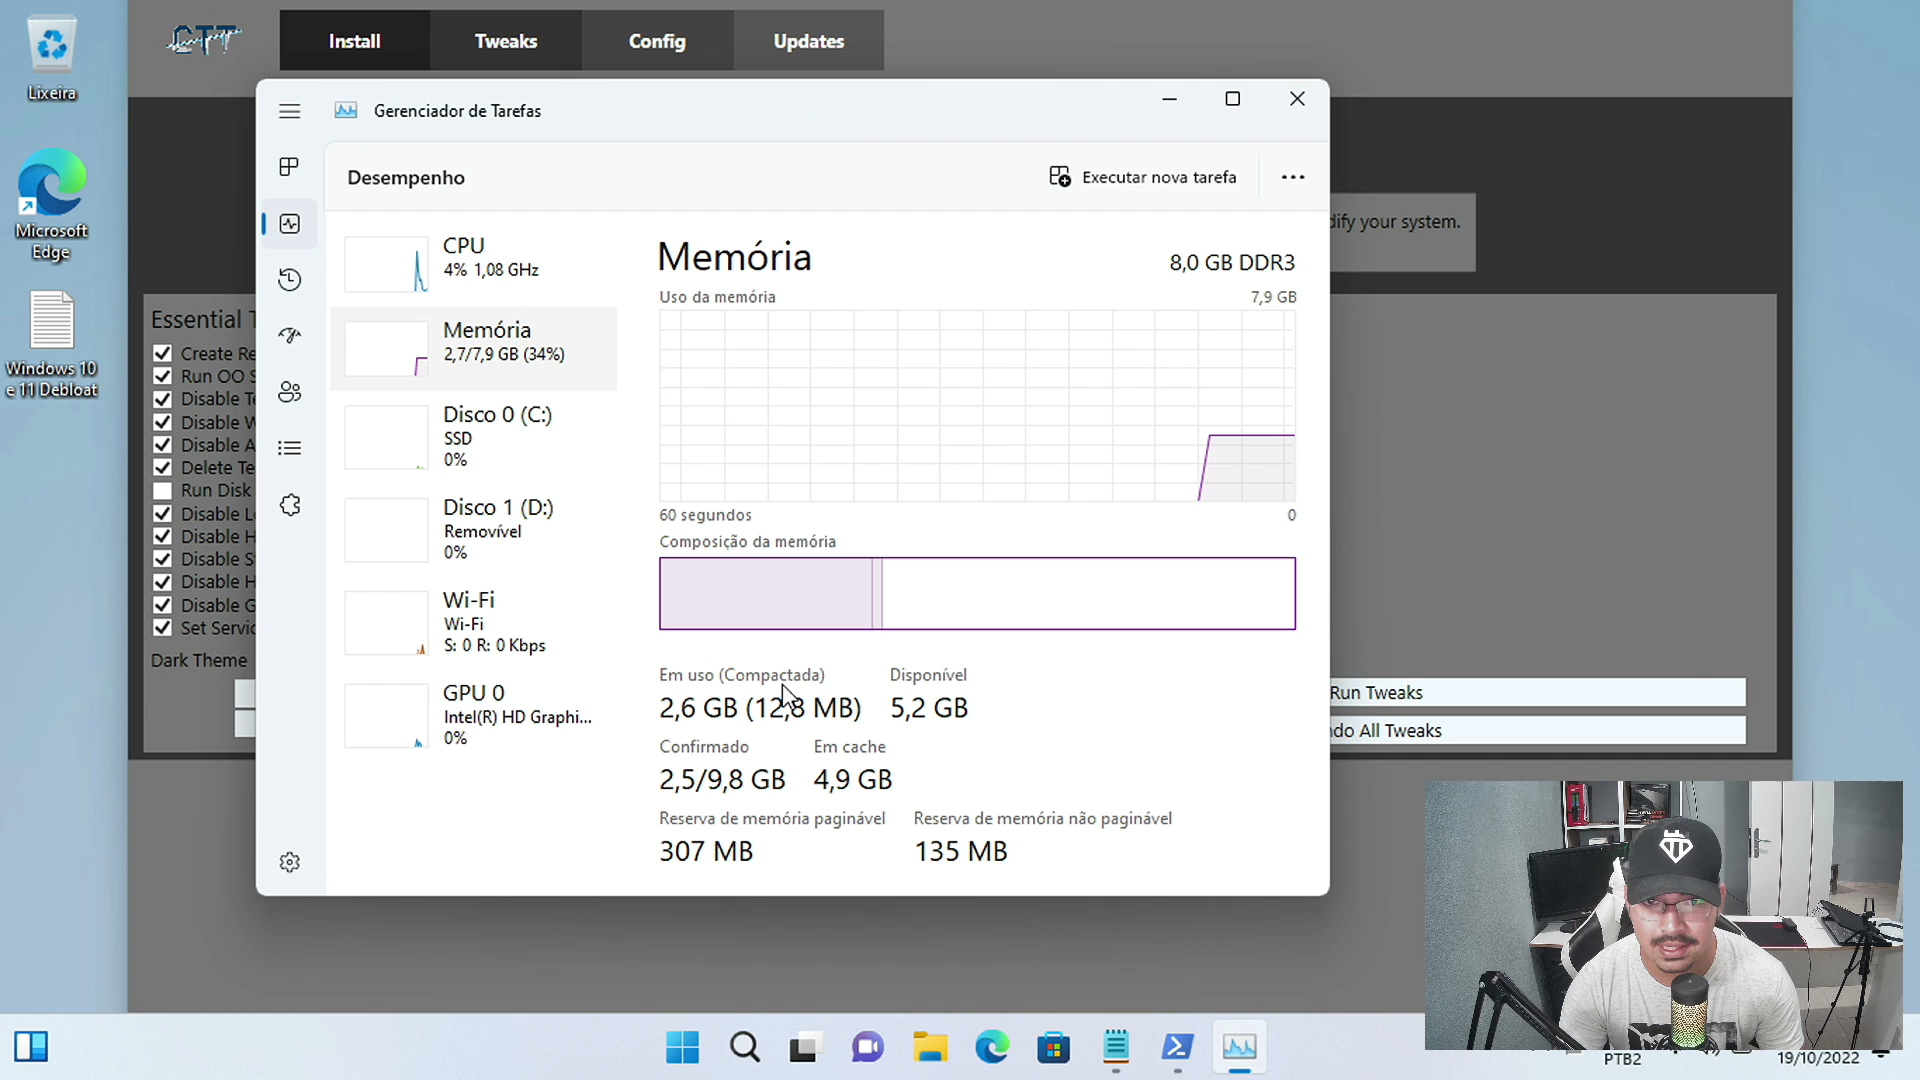 Lixeira
Microsoft
Edge
Windows 10
e 11 Debloat
CTT
Install
Tweaks
Config
Updates
Gerenciador de Tarefas
Desempenho
Executar nova tarefa
CPU
4% 1,08 GHz
Memória
2,7/7,9 GB (34%)
Disco 0 (C:)
SSD
0%
Disco 1 (D:)
Removível
0%
Wi-Fi
Wi-Fi
S: 0 R: 0 Kbps
GPU 0
Intel(R) HD Graphi...
0%
Memória
8,0 GB DDR3
Uso da memória
7,9 GB
60 segundos
0
Composição da memória
Em uso (Compactada)
2,6 GB (12,8 MB)
Disponível
5,2 GB
Confirmado
2,5/9,8 GB
Em cache
4,9 GB
Reserva de memória paginável
307 MB
Reserva de memória não paginável
135 MB
dify your system.
Essential T
Create Re
Run OO S
Disable Te
Disable W
Disable A
Delete Te
Run Disk
Disable Lo
Disable H
Disable S
Disable H
Disable G
Set Servic
Dark Theme
Run Tweaks
ndo All Tweaks
PTB2
19/10/2022